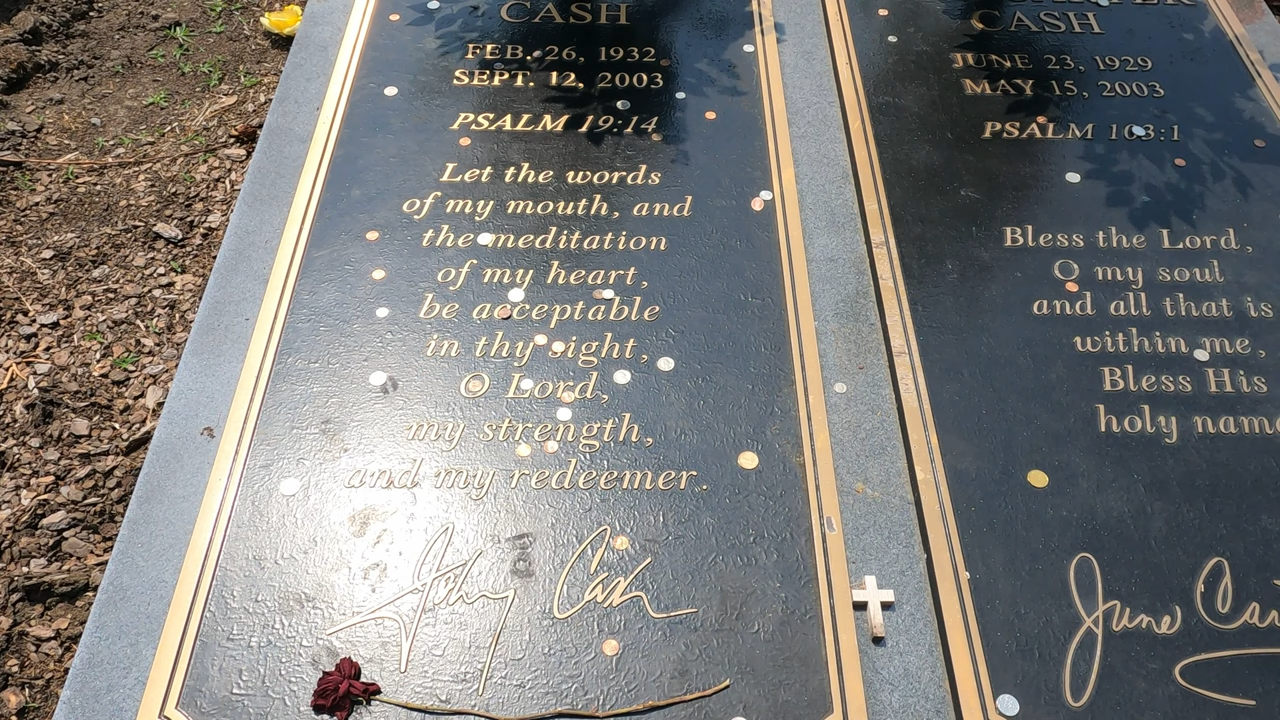 CASH
FEB. 26, 1932
SEPT. 12, 2003
PSALM 19:14
Let the words
of my mouth, and
the meditation
of my heart,
be acceptable
in thy sight,
O Lord,
my strength,
and my redeemer.
Johnny Cash
CARTER
CASH
JUNE 23, 1929
MAY 15, 2003
PSALM 103:1
Bless the Lord,
O my soul
and all that is
within me,
Bless His
holy name
June Car